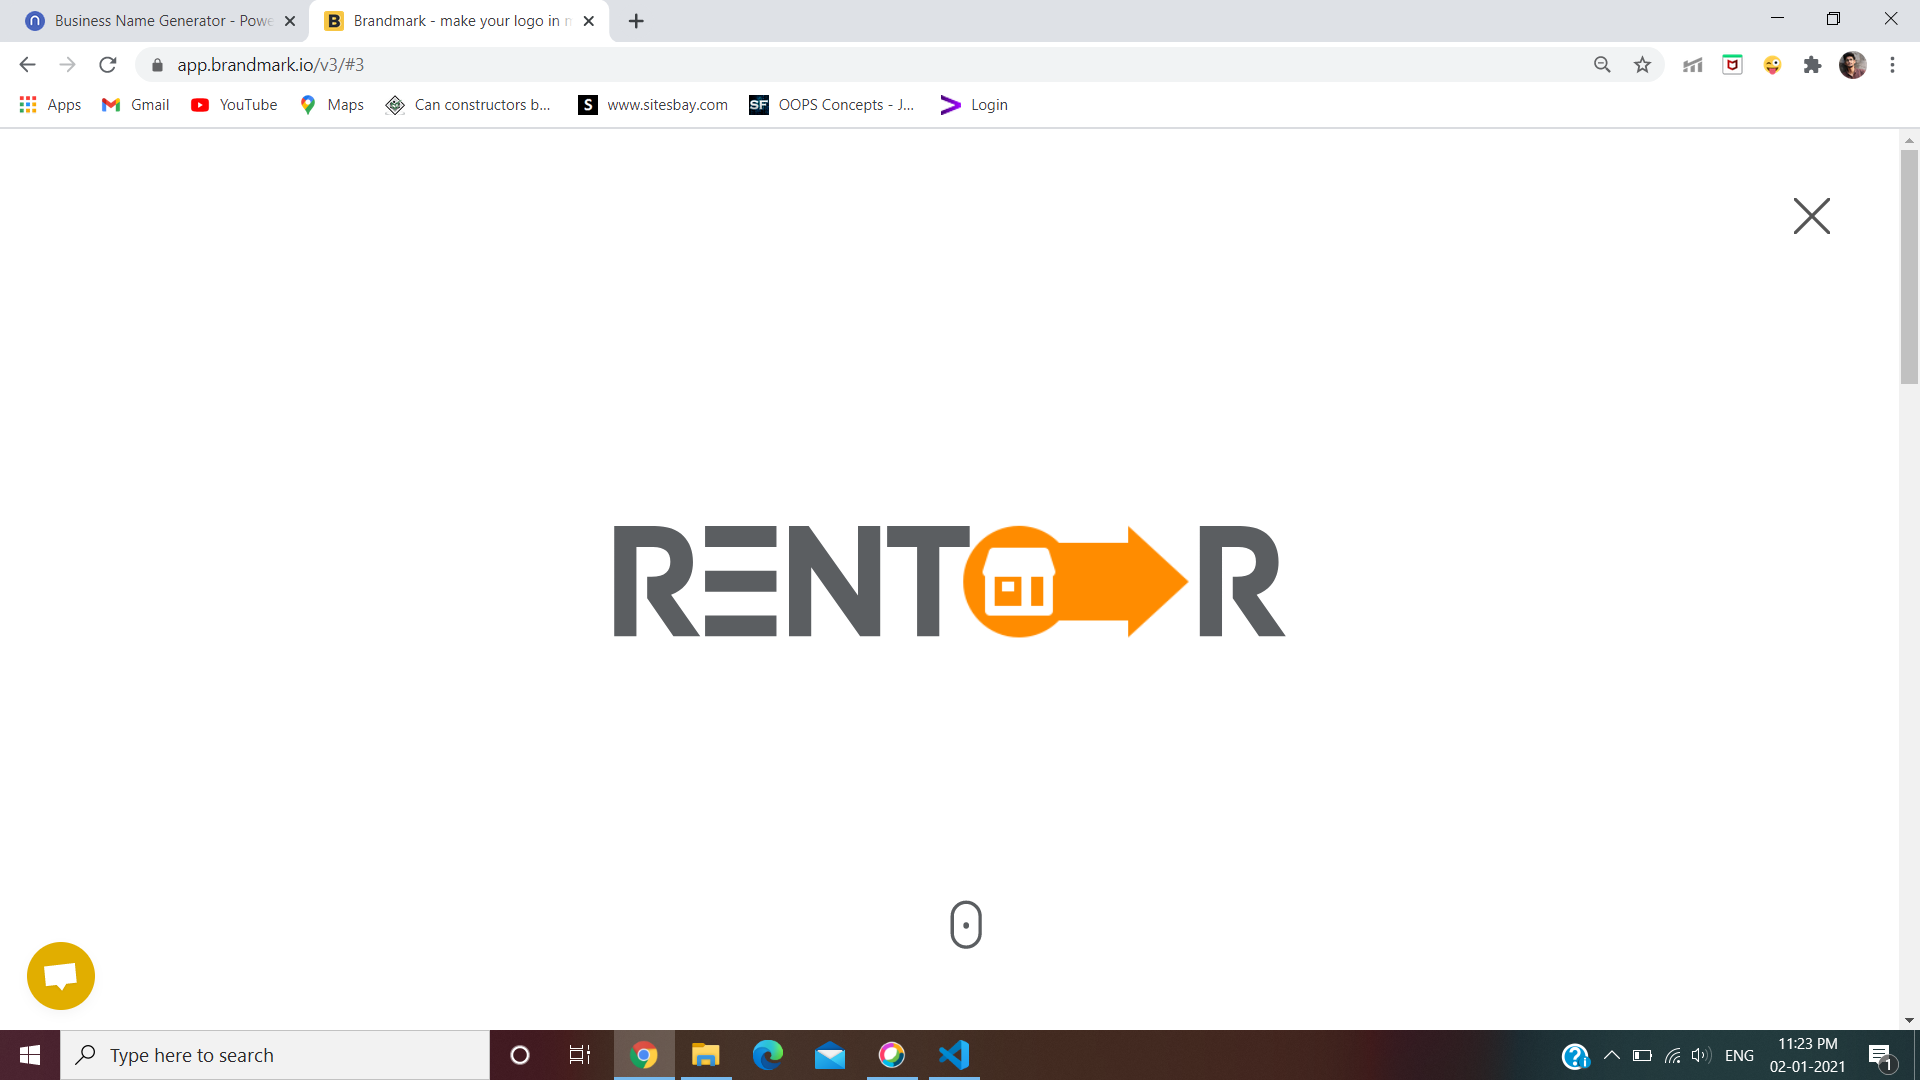 Business Name Generator - Powe
Brandmark - make your logo in m
app.brandmark.io/v3/#3
Apps
Gmail
YouTube
Maps
Can constructors b...
www.sitesbay.com
OOPS Concepts - J...
Login
RENT R
Type here to search
ENG
11:23 PM
02-01-2021
1